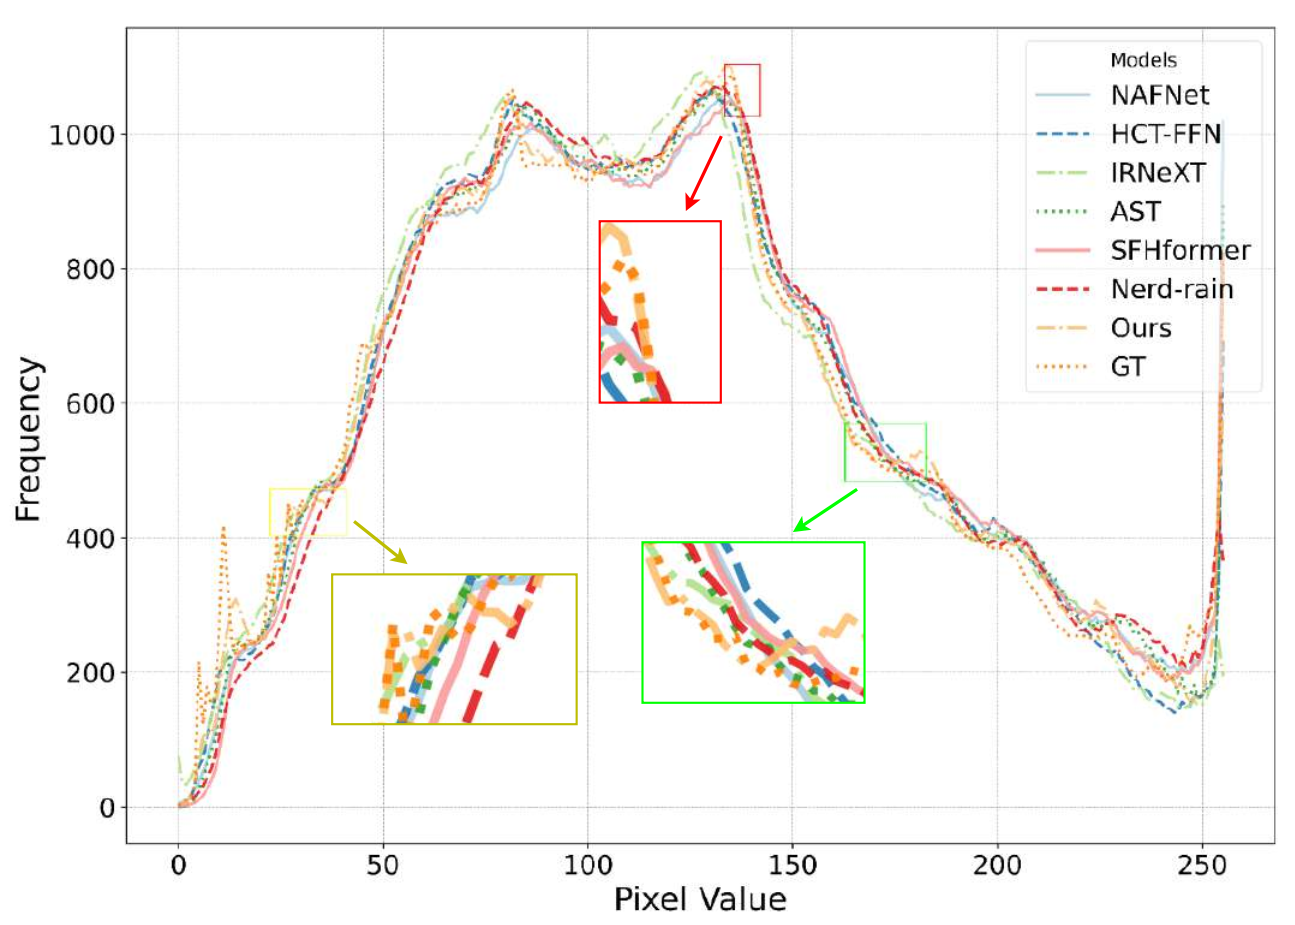 Models
NAFNet
HCT-FFN
IRNeXT
AST
SFHformer
Nerd-rain
Ours
GT
Frequency
1000
800
600
400
200
0
0 50 100 150 200 250
Pixel Value